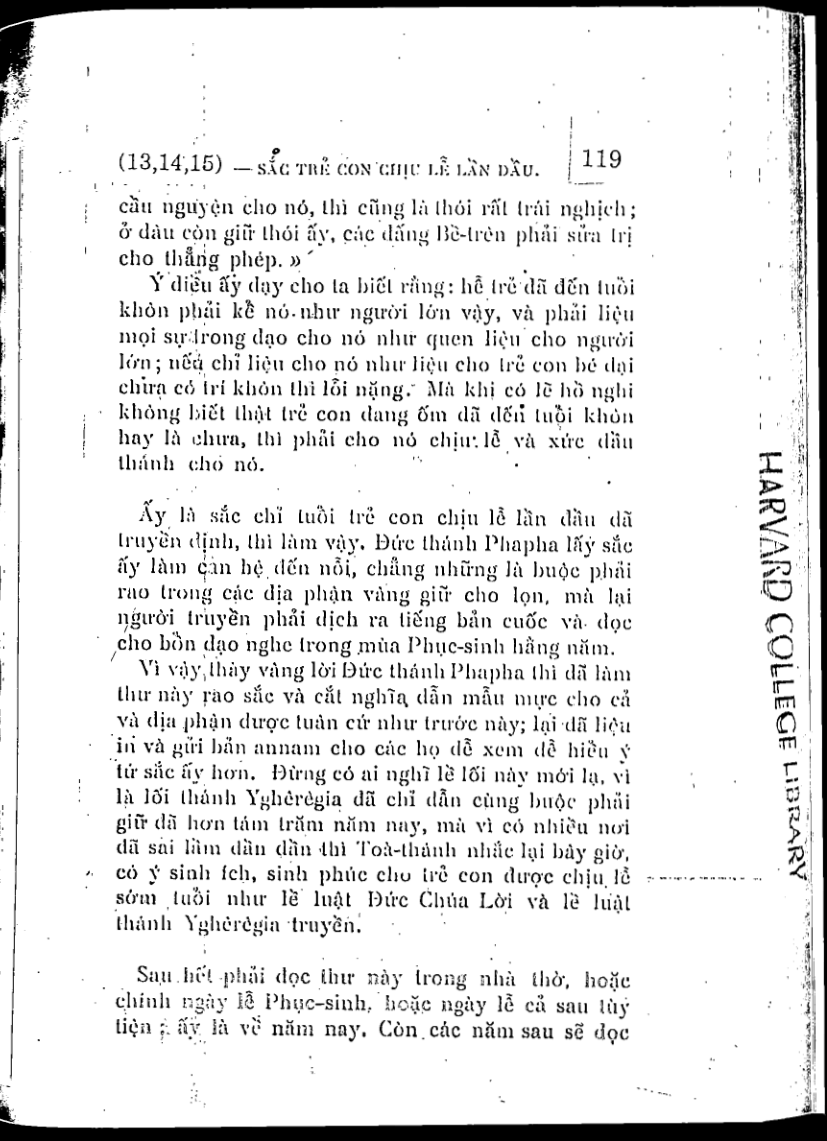 (13,14,15) — SẮC TRẺ CON CHỊU LỄ LẦN ĐẦU. 119
cầu nguyện cho nó, thì cũng là thói rất trái nghịch;
ở đâu còn giữ thói ấy, các đấng Bề-trên phải sửa trị
cho thẳng phép. »
Ý điều ấy dạy cho ta biết rằng: hễ trẻ đã đến tuổi
khôn phải kể nó như người lớn vậy, và phải liệu
mọi sự trong đạo cho nó như quen liệu cho người
lớn; nếu chỉ liệu cho nó như liệu cho trẻ con bé dại
chưa có trí khôn thì lỗi nặng. Mà khi có lẽ hồ nghi
không biết thật trẻ con đang ốm đã đến tuổi khôn
hay là chưa, thì phải cho nó chịu lễ và xức dầu
thánh cho nó.
Ấy là sắc chỉ tuổi trẻ con chịu lễ lần đầu đã
truyền định, thì làm vậy. Đức thánh Phapha lấy sắc
ấy làm cần hệ đến nỗi, chẳng những là buộc phải
rao trong các địa phận vâng giữ cho lọn, mà lại
người truyền phải dịch ra tiếng bản cuốc và đọc
cho bổn đạo nghe trong mùa Phục-sinh hằng năm.
Vì vậy thày vâng lời Đức thánh Phapha thì đã làm
thư này rao sắc và cắt nghĩa dẫn mẫu mực cho cả
và địa phận được tuân cứ như trước này; lại đã liệu
in và gửi bản annam cho các họ để xem dễ hiểu ý
tứ sắc ấy hơn. Đừng có ai nghĩ lề lối này mới lạ, vì
là lối thánh Yghêrêgia đã chỉ dẫn cùng buộc phải
giữ đã hơn tám trăm năm nay, mà vì có nhiều nơi
đã sai lầm dần dần thì Toà-thánh nhắc lại bây giờ,
có ý sinh ích, sinh phúc cho trẻ con được chịu lễ
sớm tuổi như lề luật Đức Chúa Lời và lề luật
thánh Yghêrêgia truyền.
Sau hết phải đọc thư này trong nhà thờ, hoặc
chính ngày lễ Phục-sinh, hoặc ngày lễ cả sau tùy
tiện; ấy là về năm nay. Còn các năm sau sẽ đọc
HARVARD COLLEGE LIBRARY